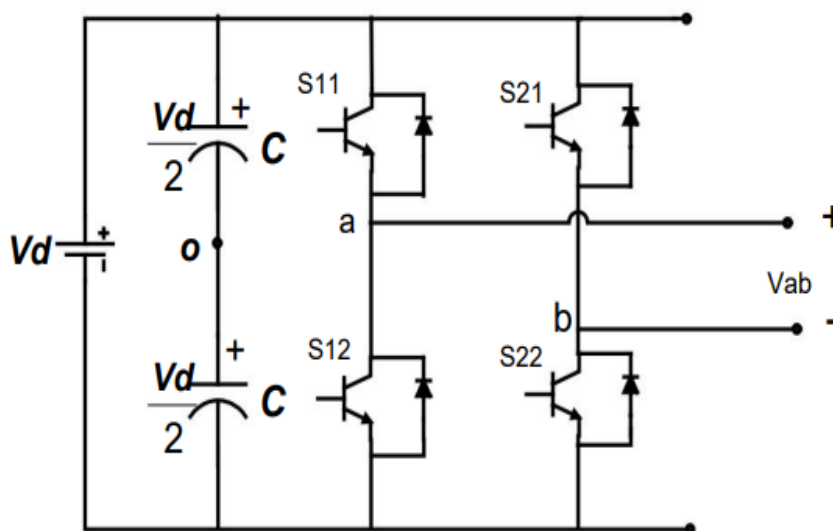 S11
S21
Vd +
2 C
a
+
Vd + -
o
Vab
b
-
+
S12
S22
Vd
2 C